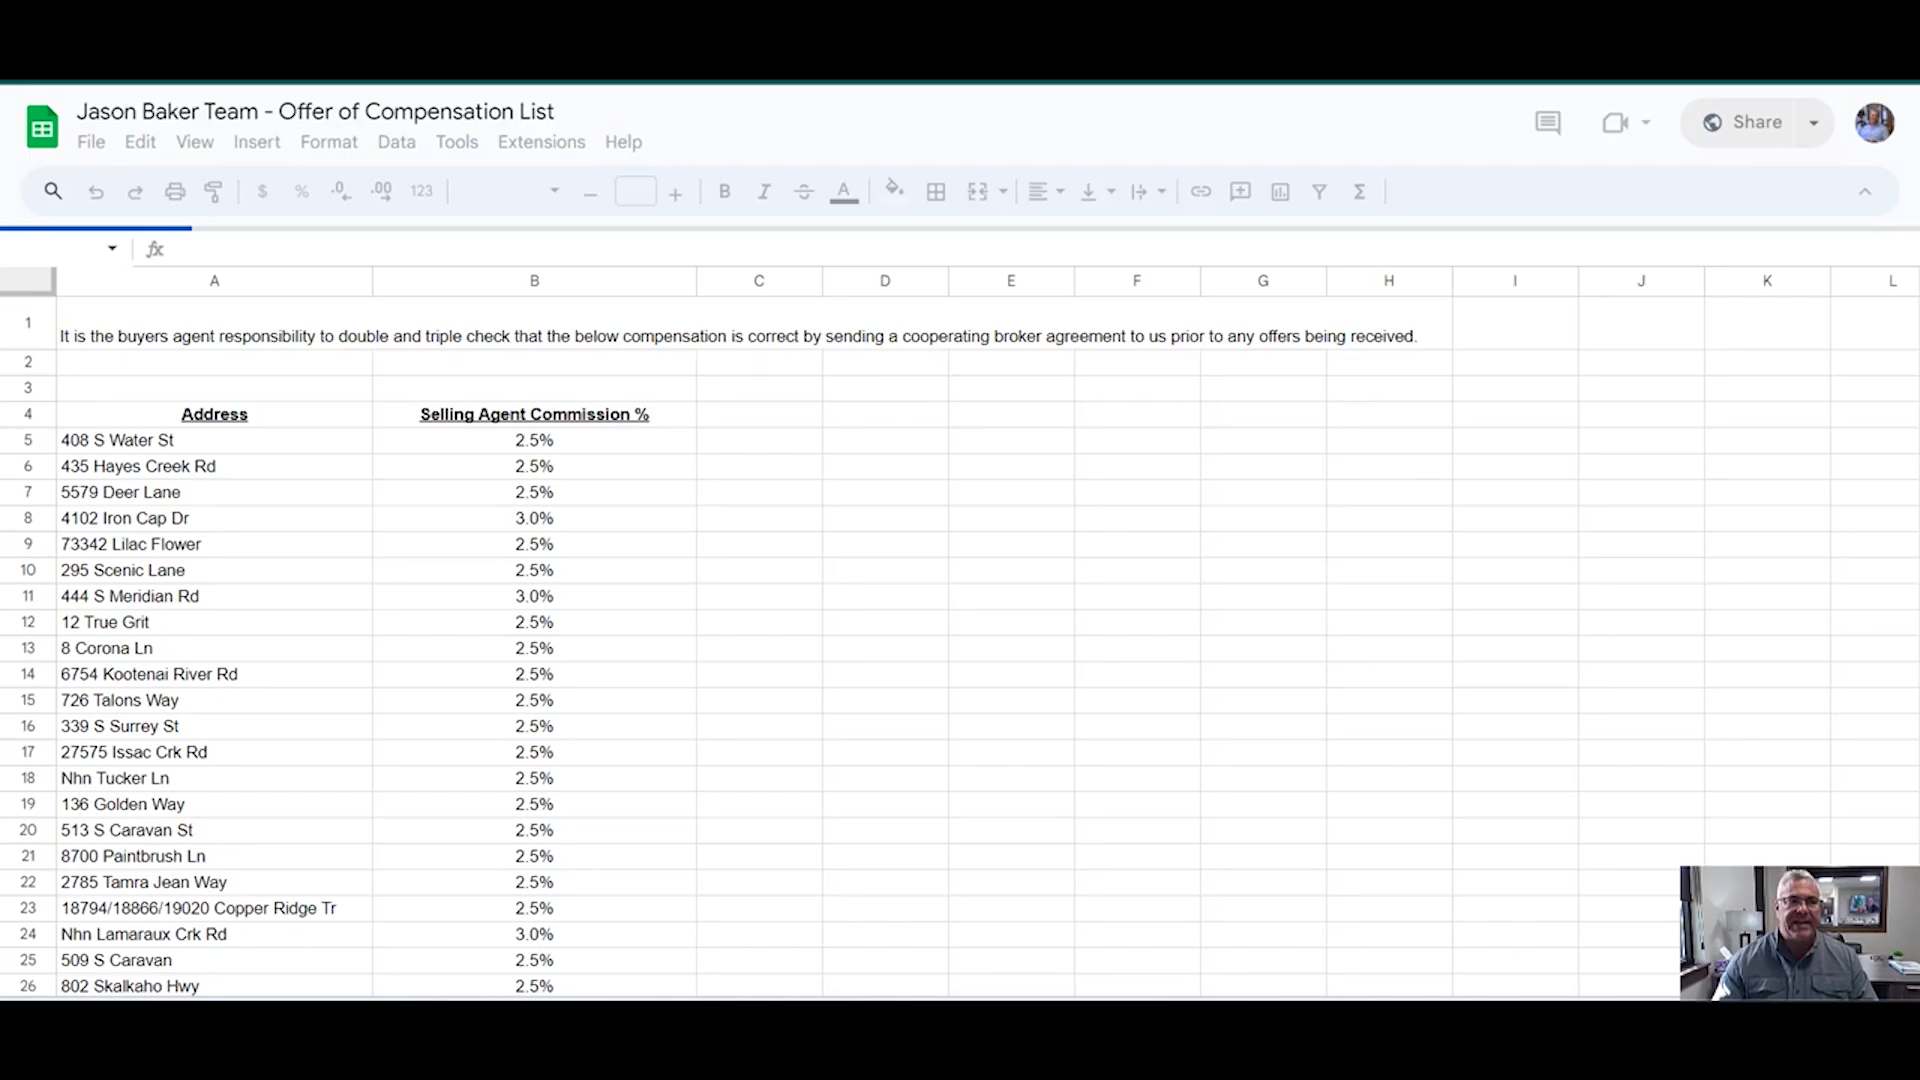 Jason Baker Team - Offer of Compensation List
File Edit View Insert Format Data Tools Extensions Help
Share
$ % .0 .00 123 B I A
fx
A B C D E F G H I J K L
1 It is the buyers agent responsibility to double and triple check that the below compensation is correct by sending a cooperating broker agreement to us prior to any offers being received.
2
3
4 Address Selling Agent Commission %
5 408 S Water St 2.5%
6 435 Hayes Creek Rd 2.5%
7 5579 Deer Lane 2.5%
8 4102 Iron Cap Dr 3.0%
9 73342 Lilac Flower 2.5%
10 295 Scenic Lane 2.5%
11 444 S Meridian Rd 3.0%
12 12 True Grit 2.5%
13 8 Corona Ln 2.5%
14 6754 Kootenai River Rd 2.5%
15 726 Talons Way 2.5%
16 339 S Surrey St 2.5%
17 27575 Issac Crk Rd 2.5%
18 Nhn Tucker Ln 2.5%
19 136 Golden Way 2.5%
20 513 S Caravan St 2.5%
21 8700 Paintbrush Ln 2.5%
22 2785 Tamra Jean Way 2.5%
23 18794/18866/19020 Copper Ridge Tr 2.5%
24 Nhn Lamaraux Crk Rd 3.0%
25 509 S Caravan 2.5%
26 802 Skalkaho Hwy 2.5%